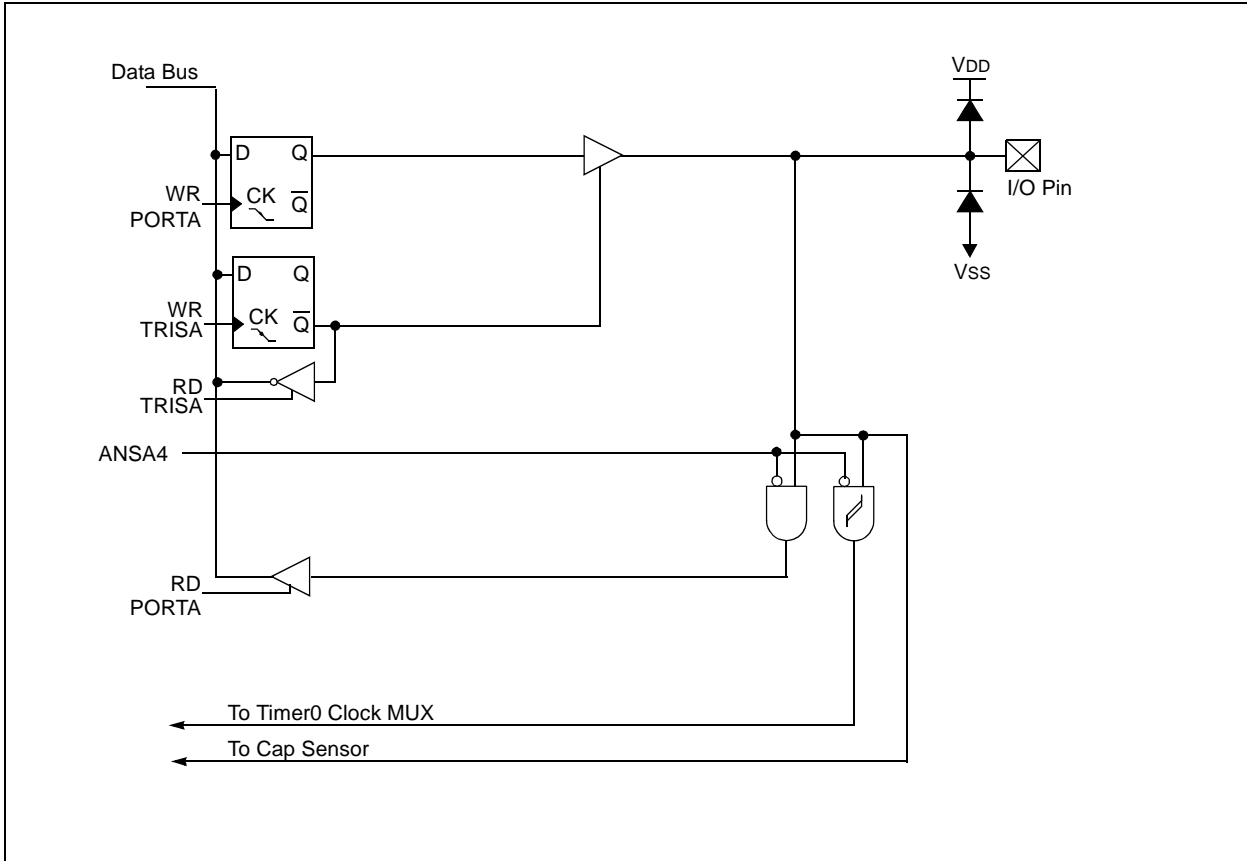 Data Bus
VDD
D Q
WR
PORTA
CK Q̅
I/O Pin
D Q
VSS
WR
TRISA
CK Q̅
RD
TRISA
ANSA4
RD
PORTA
To Timer0 Clock MUX
To Cap Sensor